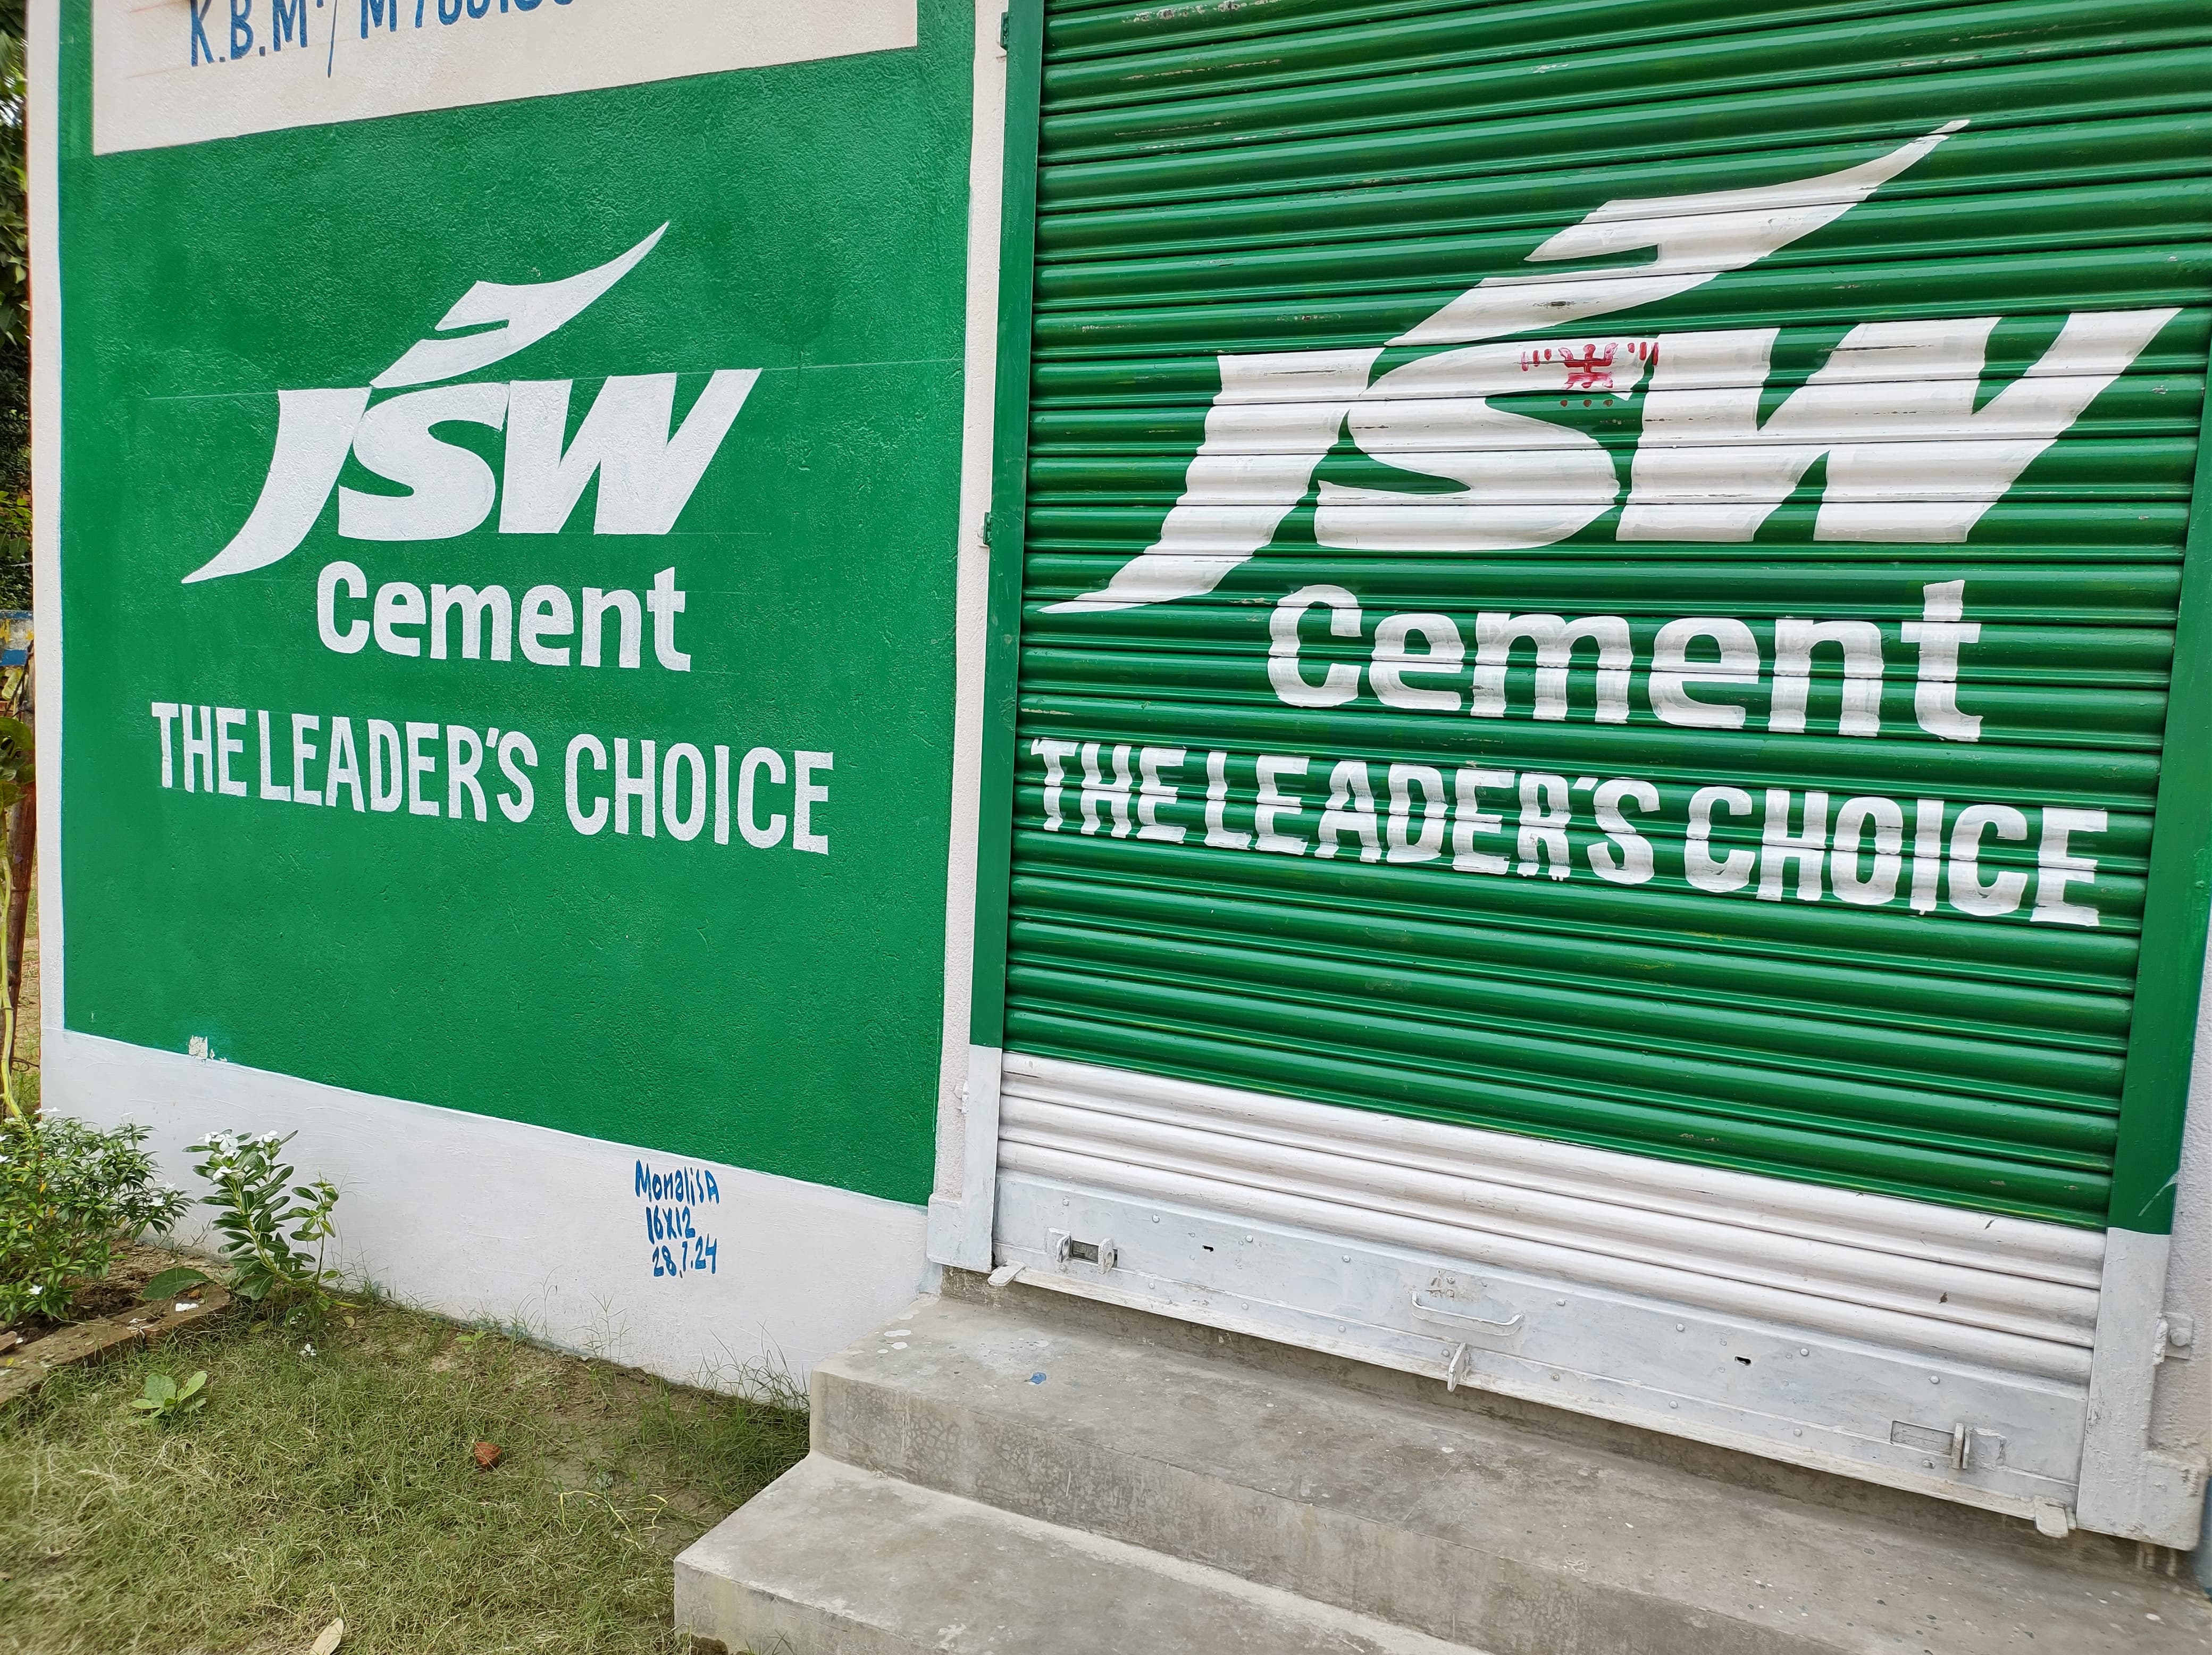 K.B.M /
JSW
Cement
THE LEADER'S CHOICE
MonalisA
16X12
28.7.24
JSW
Cement
THE LEADER'S CHOICE